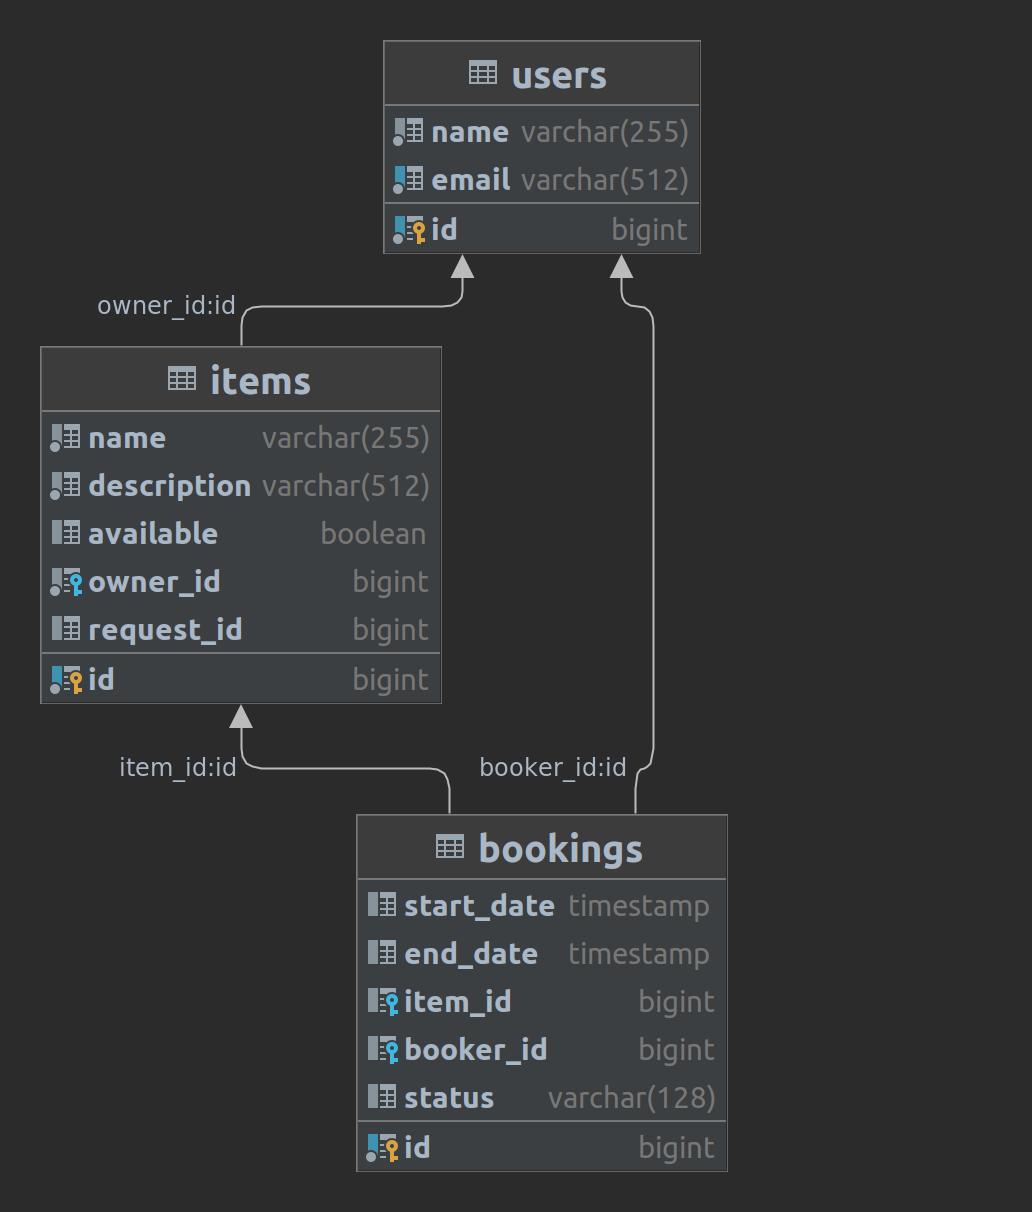 users
name varchar(255)
email varchar(512)
id bigint
owner_id:id
items
name varchar(255)
description varchar(512)
available boolean
owner_id bigint
request_id bigint
id bigint
item_id:id
booker_id:id
bookings
start_date timestamp
end_date timestamp
item_id bigint
booker_id bigint
status varchar(128)
id bigint